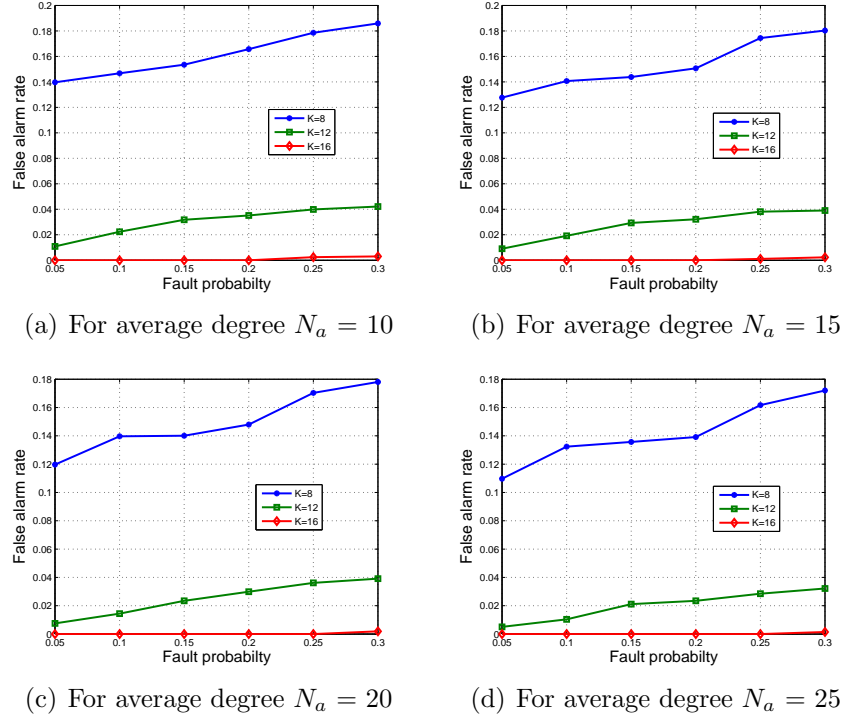 0.2
0.18
0.16
0.14
0.12
0.1
0.08
0.06
0.04
0.02
0
0.05 0.1 0.15 0.2 0.25 0.3
False alarm rate
Fault probabilty
K=8
K=12
K=16
(a) For average degree N_a = 10
0.2
0.18
0.16
0.14
0.12
0.1
0.08
0.06
0.04
0.02
0
0.05 0.1 0.15 0.2 0.25 0.3
False alarm rate
Fault probabilty
K=8
K=12
K=16
(b) For average degree N_a = 15
0.18
0.16
0.14
0.12
0.1
0.08
0.06
0.04
0.02
0
0.05 0.1 0.15 0.2 0.25 0.3
False alarm rate
Fault probabilty
K=8
K=12
K=16
(c) For average degree N_a = 20
0.18
0.16
0.14
0.12
0.1
0.08
0.06
0.04
0.02
0
0.05 0.1 0.15 0.2 0.25 0.3
False alarm rate
Fault probabilty
K=8
K=12
K=16
(d) For average degree N_a = 25